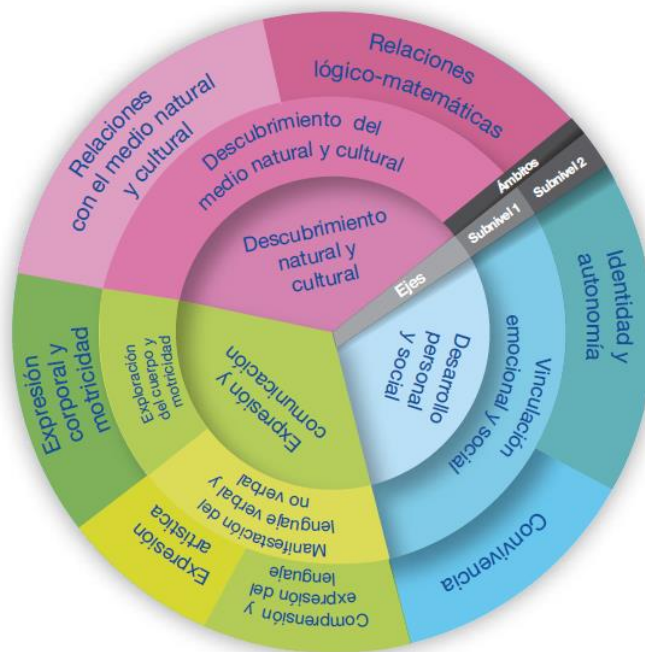 Relaciones
lógico-matemáticas
Relaciones
con el medio natural
y cultural
Descubrimiento del
medio natural y cultural
Descubrimiento
natural y
cultural
Ámbitos
Subnivel 1
Subnivel 2
Ejes
Identidad y
autonomía
Vinculación
emocional y social
Desarrollo
personal
y social
Convivencia
Expresión y
comunicación
Exploración
del cuerpo y
motricidad
Expresión
corporal y
motricidad
Manifestación del
lenguaje verbal y
no verbal
Expresión
artística
Comprensión y
expresión del
lenguaje